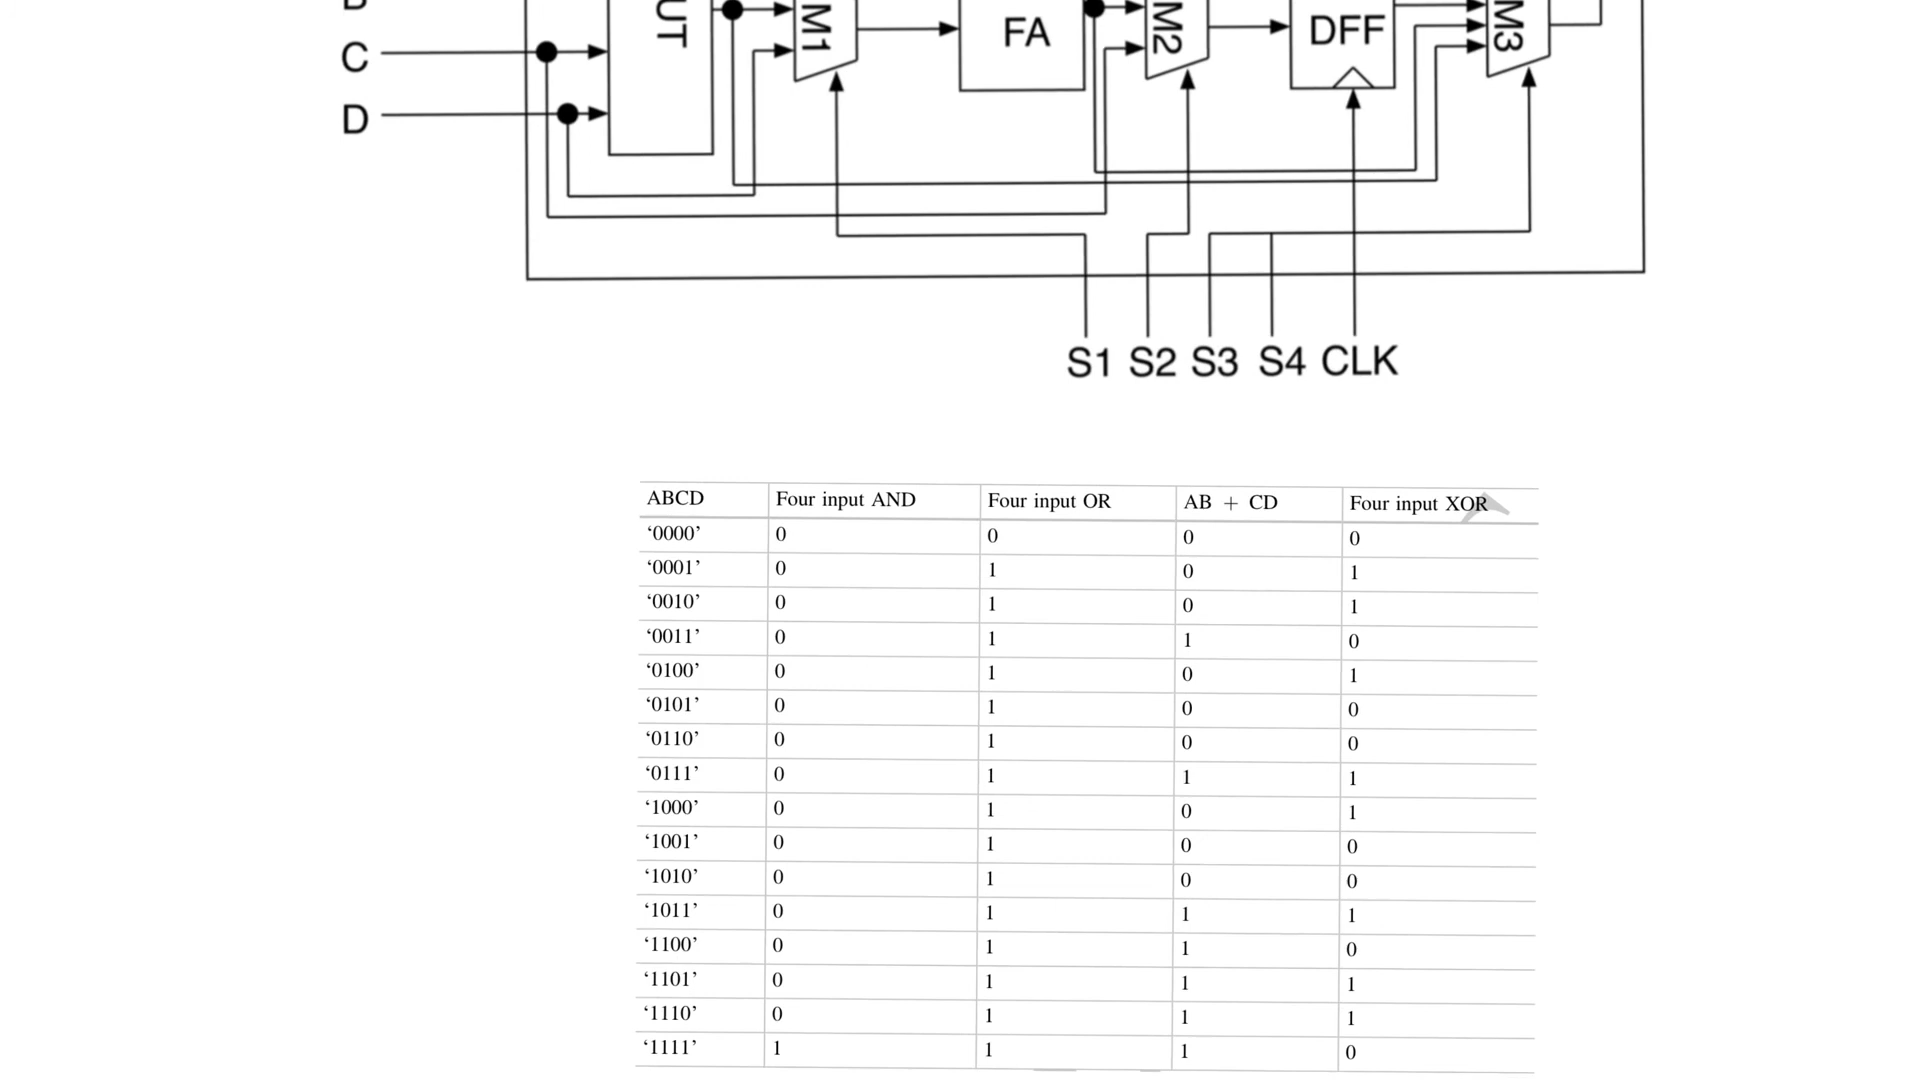 C
D
UT
M1
FA
M2
DFF
M3
S1 S2 S3 S4 CLK
ABCD Four input AND Four input OR AB + CD Four input XOR
‘0000’ 0 0 0 0
‘0001’ 0 1 0 1
‘0010’ 0 1 0 1
‘0011’ 0 1 1 0
‘0100’ 0 1 0 1
‘0101’ 0 1 0 0
‘0110’ 0 1 0 0
‘0111’ 0 1 1 1
‘1000’ 0 1 0 1
‘1001’ 0 1 0 0
‘1010’ 0 1 0 0
‘1011’ 0 1 1 1
‘1100’ 0 1 1 0
‘1101’ 0 1 1 1
‘1110’ 0 1 1 1
‘1111’ 1 1 1 0